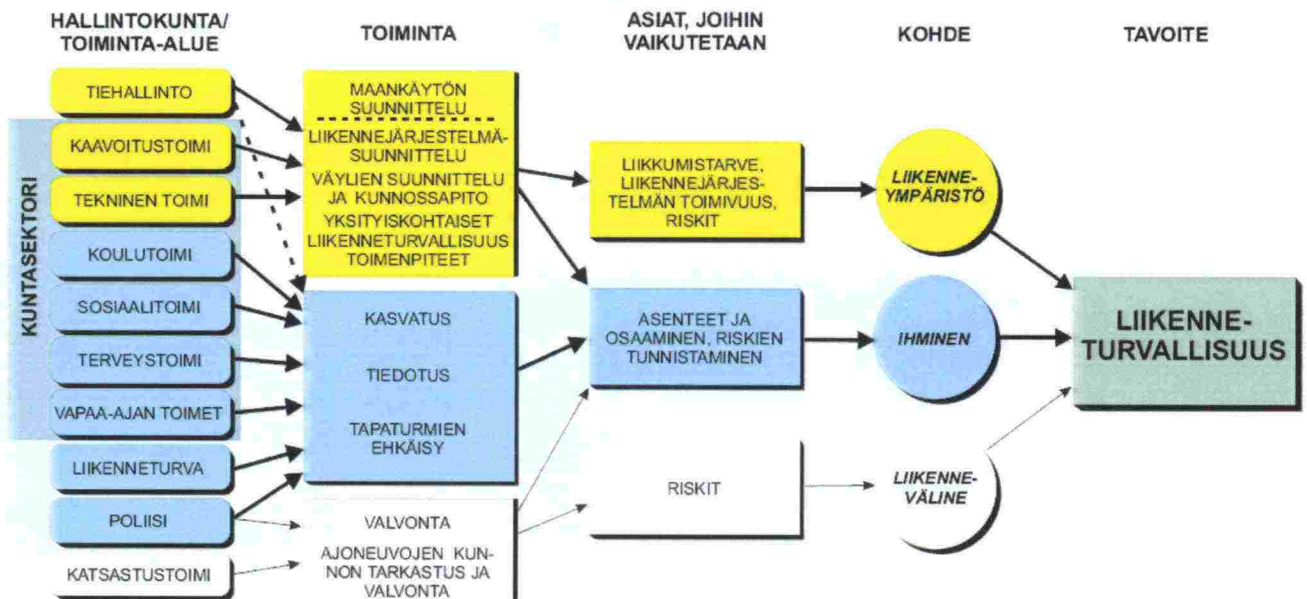 HALLINTOKUNTA/
TOIMINTA-ALUE
TOIMINTA
ASIAT, JOIHIN
VAIKUTETAAN
KOHDE
TAVOITE
KUNTASEKTORI
TIEHALLINTO
KAAVOITUSTOIMI
TEKNINEN TOIMI
KOULUTOIMI
SOSIAALITOIMI
TERVEYSTOIMI
VAPAA-AJAN TOIMET
LIIKENNETURVA
POLIISI
KATSASTUSTOIMI
MAANKÄYTÖN
SUUNNITTELU
LIIKENNEJÄRJESTELMÄ-
SUUNNITTELU
VÄYLIEN SUUNNITTELU
JA KUNNOSSAPITO
YKSITYISKOHTAISET
LIIKENNETURVALLISUUS
TOIMENPITEET
KASVATUS
TIEDOTUS
TAPATURMIEN
EHKÄISY
VALVONTA
AJONEUVOJEN KUN-
NON TARKASTUS JA
VALVONTA
LIIKKUMISTARVE,
LIIKENNEJÄRJES-
TELMÄN TOIMIVUUS,
RISKIT
ASENTEET JA
OSAAMINEN, RISKIEN
TUNNISTAMINEN
RISKIT
LIIKENNE-
YMPÄRISTÖ
IHMINEN
LIIKENNE-
VÄLINE
LIIKENNE-
TURVALLISUUS